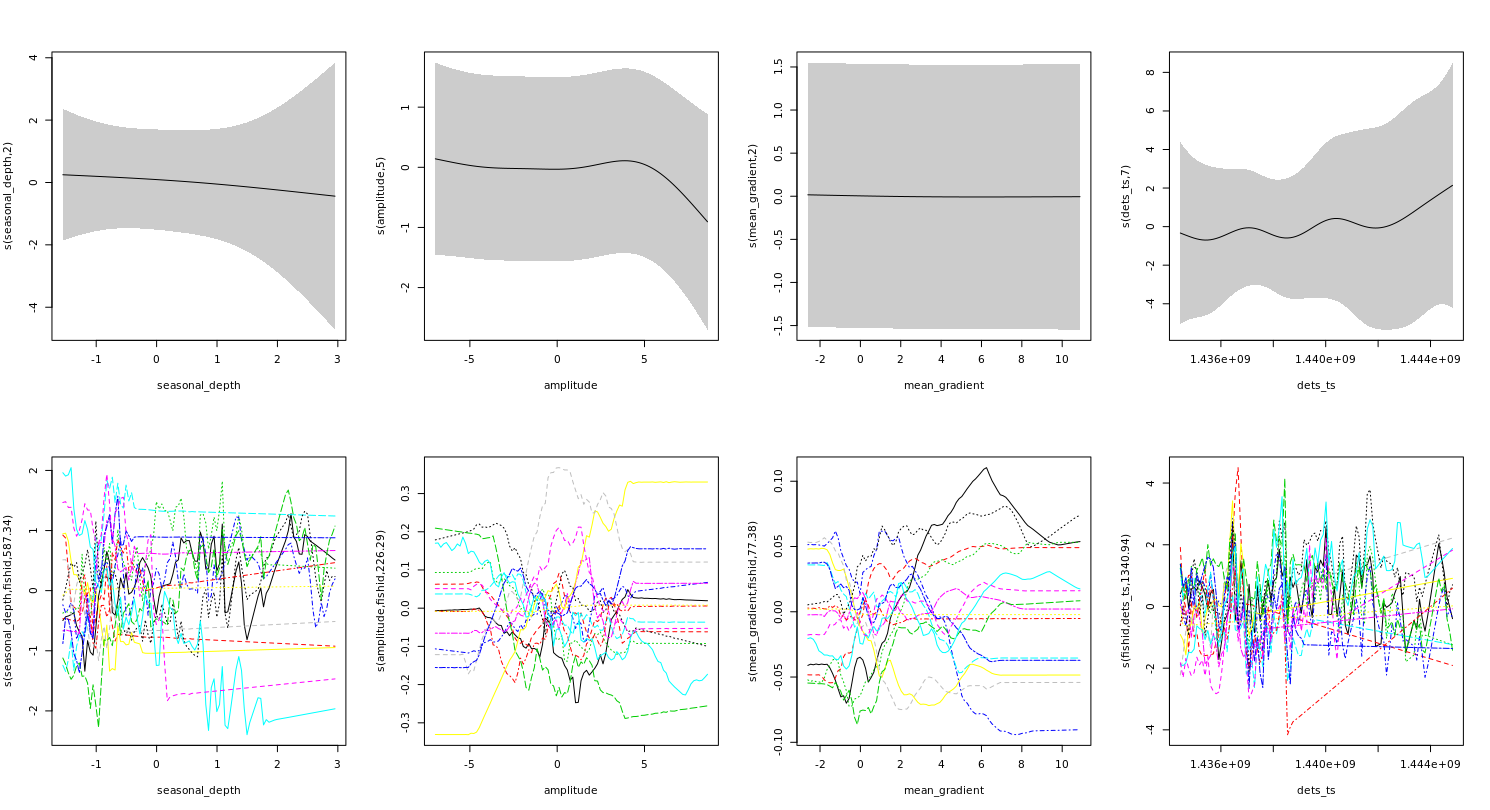 s(seasonal_depth,2)
4
2
0
-2
-4
-1 0 1 2 3
seasonal_depth
s(amplitude,5)
1
0
-1
-2
-5 0 5
amplitude
s(mean_gradient,2)
1.5
1.0
0.5
0.0
-0.5
-1.0
-1.5
-2 0 2 4 6 8 10
mean_gradient
s(dets_ts,7)
8
6
4
2
0
-2
-4
1.436e+09 1.440e+09 1.444e+09
dets_ts
s(seasonal_depth,fishid,587.34)
2
1
0
-1
-2
-1 0 1 2 3
seasonal_depth
s(amplitude,fishid,226.29)
0.3
0.2
0.1
0.0
-0.1
-0.2
-0.3
-5 0 5
amplitude
s(mean_gradient,fishid,77.38)
0.10
0.05
0.00
-0.05
-0.10
-2 0 2 4 6 8 10
mean_gradient
s(fishid,dets_ts,1340.94)
4
2
0
-2
-4
1.436e+09 1.440e+09 1.444e+09
dets_ts